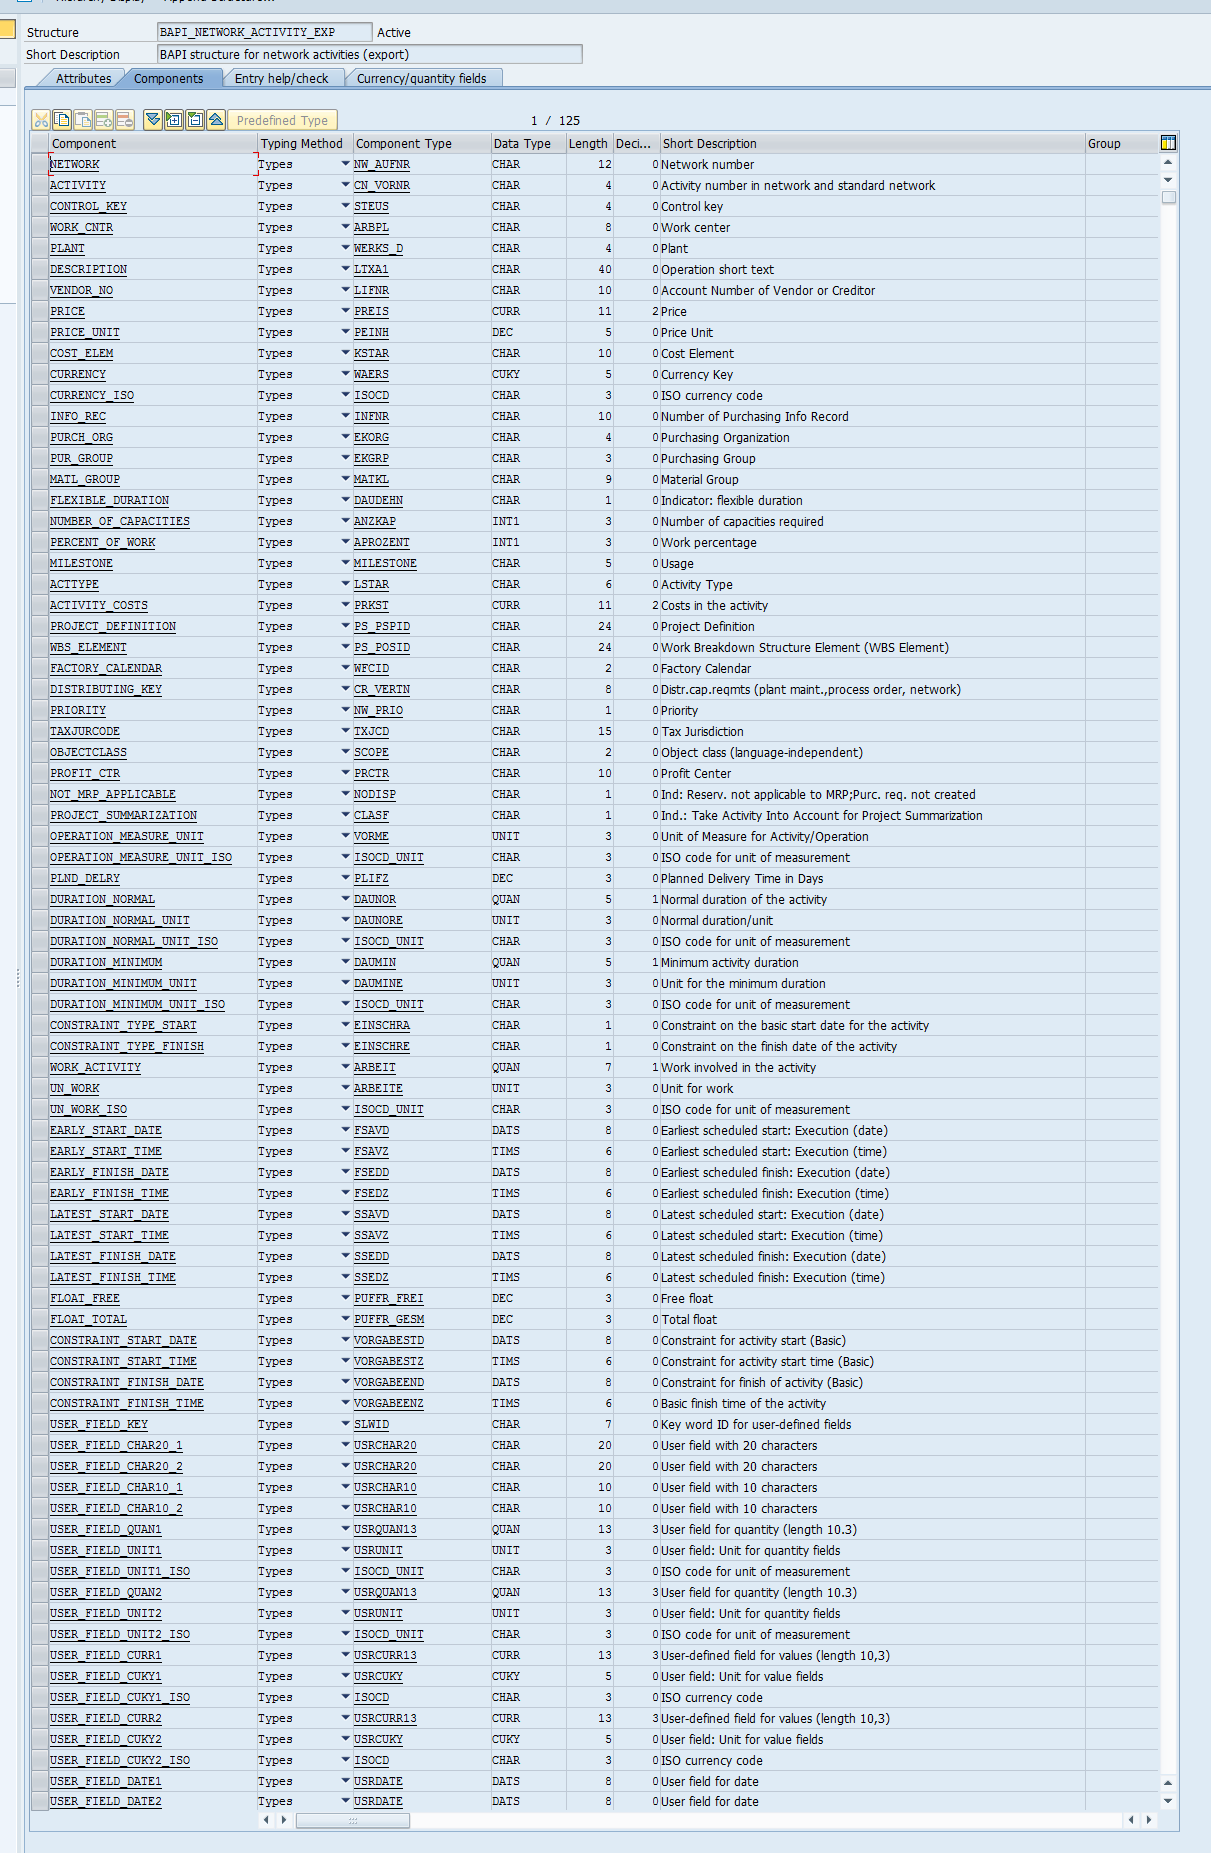 Structure BAPI_NETWORK_ACTIVITY_EXP Active
Short Description BAPI structure for network activities (export)
Attributes Components Entry help/check Currency/quantity fields
Predefined Type 1 / 125
Component Typing Method Component Type Data Type Length Deci... Short Description Group
NETWORK Types NW_AUFNR CHAR 12 0 Network number
ACTIVITY Types CN_VORNR CHAR 4 0 Activity number in network and standard network
CONTROL_KEY Types STEUS CHAR 4 0 Control key
WORK_CNTR Types ARBPL CHAR 8 0 Work center
PLANT Types WERKS_D CHAR 4 0 Plant
DESCRIPTION Types LTXA1 CHAR 40 0 Operation short text
VENDOR_NO Types LIFNR CHAR 10 0 Account Number of Vendor or Creditor
PRICE Types PREIS CURR 11 2 Price
PRICE_UNIT Types PEINH DEC 5 0 Price Unit
COST_ELEM Types KSTAR CHAR 10 0 Cost Element
CURRENCY Types WAERS CUKY 5 0 Currency Key
CURRENCY_ISO Types ISOCD CHAR 3 0 ISO currency code
INFO_REC Types INFNR CHAR 10 0 Number of Purchasing Info Record
PURCH_ORG Types EKORG CHAR 4 0 Purchasing Organization
PUR_GROUP Types EKGRP CHAR 3 0 Purchasing Group
MATL_GROUP Types MATKL CHAR 9 0 Material Group
FLEXIBLE_DURATION Types DAUDEHN CHAR 1 0 Indicator: flexible duration
NUMBER_OF_CAPACITIES Types ANZKAP INT1 3 0 Number of capacities required
PERCENT_OF_WORK Types APROZENT INT1 3 0 Work percentage
MILESTONE Types MILESTONE CHAR 5 0 Usage
ACTTYPE Types LSTAR CHAR 6 0 Activity Type
ACTIVITY_COSTS Types PRKST CURR 11 2 Costs in the activity
PROJECT_DEFINITION Types PS_PSPID CHAR 24 0 Project Definition
WBS_ELEMENT Types PS_POSID CHAR 24 0 Work Breakdown Structure Element (WBS Element)
FACTORY_CALENDAR Types WFCID CHAR 2 0 Factory Calendar
DISTRIBUTING_KEY Types CR_VERTN CHAR 8 0 Distr.cap.reqmts (plant maint.,process order, network)
PRIORITY Types NW_PRIO CHAR 1 0 Priority
TAXJURCODE Types TXJCD CHAR 15 0 Tax Jurisdiction
OBJECTCLASS Types SCOPE CHAR 2 0 Object class (language-independent)
PROFIT_CTR Types PRCTR CHAR 10 0 Profit Center
NOT_MRP_APPLICABLE Types NODISP CHAR 1 0 Ind: Reserv. not applicable to MRP;Purc. req. not created
PROJECT_SUMMARIZATION Types CLASF CHAR 1 0 Ind.: Take Activity Into Account for Project Summarization
OPERATION_MEASURE_UNIT Types VORME UNIT 3 0 Unit of Measure for Activity/Operation
OPERATION_MEASURE_UNIT_ISO Types ISOCD_UNIT CHAR 3 0 ISO code for unit of measurement
PLND_DELRY Types PLIFZ DEC 3 0 Planned Delivery Time in Days
DURATION_NORMAL Types DAUNOR QUAN 5 1 Normal duration of the activity
DURATION_NORMAL_UNIT Types DAUNORE UNIT 3 0 Normal duration/unit
DURATION_NORMAL_UNIT_ISO Types ISOCD_UNIT CHAR 3 0 ISO code for unit of measurement
DURATION_MINIMUM Types DAUMIN QUAN 5 1 Minimum activity duration
DURATION_MINIMUM_UNIT Types DAUMINE UNIT 3 0 Unit for the minimum duration
DURATION_MINIMUM_UNIT_ISO Types ISOCD_UNIT CHAR 3 0 ISO code for unit of measurement
CONSTRAINT_TYPE_START Types EINSCHRA CHAR 1 0 Constraint on the basic start date for the activity
CONSTRAINT_TYPE_FINISH Types EINSCHRE CHAR 1 0 Constraint on the finish date of the activity
WORK_ACTIVITY Types ARBEIT QUAN 7 1 Work involved in the activity
UN_WORK Types ARBEITE UNIT 3 0 Unit for work
UN_WORK_ISO Types ISOCD_UNIT CHAR 3 0 ISO code for unit of measurement
EARLY_START_DATE Types FSAVD DATS 8 0 Earliest scheduled start: Execution (date)
EARLY_START_TIME Types FSAVZ TIMS 6 0 Earliest scheduled start: Execution (time)
EARLY_FINISH_DATE Types FSEDD DATS 8 0 Earliest scheduled finish: Execution (date)
EARLY_FINISH_TIME Types FSEDZ TIMS 6 0 Earliest scheduled finish: Execution (time)
LATEST_START_DATE Types SSAVD DATS 8 0 Latest scheduled start: Execution (date)
LATEST_START_TIME Types SSAVZ TIMS 6 0 Latest scheduled start: Execution (time)
LATEST_FINISH_DATE Types SSEDD DATS 8 0 Latest scheduled finish: Execution (date)
LATEST_FINISH_TIME Types SSEDZ TIMS 6 0 Latest scheduled finish: Execution (time)
FLOAT_FREE Types PUFFR_FREI DEC 3 0 Free float
FLOAT_TOTAL Types PUFFR_GESM DEC 3 0 Total float
CONSTRAINT_START_DATE Types VORGABESTD DATS 8 0 Constraint for activity start (Basic)
CONSTRAINT_START_TIME Types VORGABESTZ TIMS 6 0 Constraint for activity start time (Basic)
CONSTRAINT_FINISH_DATE Types VORGABEEND DATS 8 0 Constraint for finish of activity (Basic)
CONSTRAINT_FINISH_TIME Types VORGABEENZ TIMS 6 0 Basic finish time of the activity
USER_FIELD_KEY Types SLWID CHAR 7 0 Key word ID for user-defined fields
USER_FIELD_CHAR20_1 Types USRCHAR20 CHAR 20 0 User field with 20 characters
USER_FIELD_CHAR20_2 Types USRCHAR20 CHAR 20 0 User field with 20 characters
USER_FIELD_CHAR10_1 Types USRCHAR10 CHAR 10 0 User field with 10 characters
USER_FIELD_CHAR10_2 Types USRCHAR10 CHAR 10 0 User field with 10 characters
USER_FIELD_QUAN1 Types USRQUAN13 QUAN 13 3 User field for quantity (length 10.3)
USER_FIELD_UNIT1 Types USRUNIT UNIT 3 0 User field: Unit for quantity fields
USER_FIELD_UNIT1_ISO Types ISOCD_UNIT CHAR 3 0 ISO code for unit of measurement
USER_FIELD_QUAN2 Types USRQUAN13 QUAN 13 3 User field for quantity (length 10.3)
USER_FIELD_UNIT2 Types USRUNIT UNIT 3 0 User field: Unit for quantity fields
USER_FIELD_UNIT2_ISO Types ISOCD_UNIT CHAR 3 0 ISO code for unit of measurement
USER_FIELD_CURR1 Types USRCURR13 CURR 13 3 User-defined field for values (length 10,3)
USER_FIELD_CUKY1 Types USRCUKY CUKY 5 0 User field: Unit for value fields
USER_FIELD_CUKY1_ISO Types ISOCD CHAR 3 0 ISO currency code
USER_FIELD_CURR2 Types USRCURR13 CURR 13 3 User-defined field for values (length 10,3)
USER_FIELD_CUKY2 Types USRCUKY CUKY 5 0 User field: Unit for value fields
USER_FIELD_CUKY2_ISO Types ISOCD CHAR 3 0 ISO currency code
USER_FIELD_DATE1 Types USRDATE DATS 8 0 User field for date
USER_FIELD_DATE2 Types USRDATE DATS 8 0 User field for date